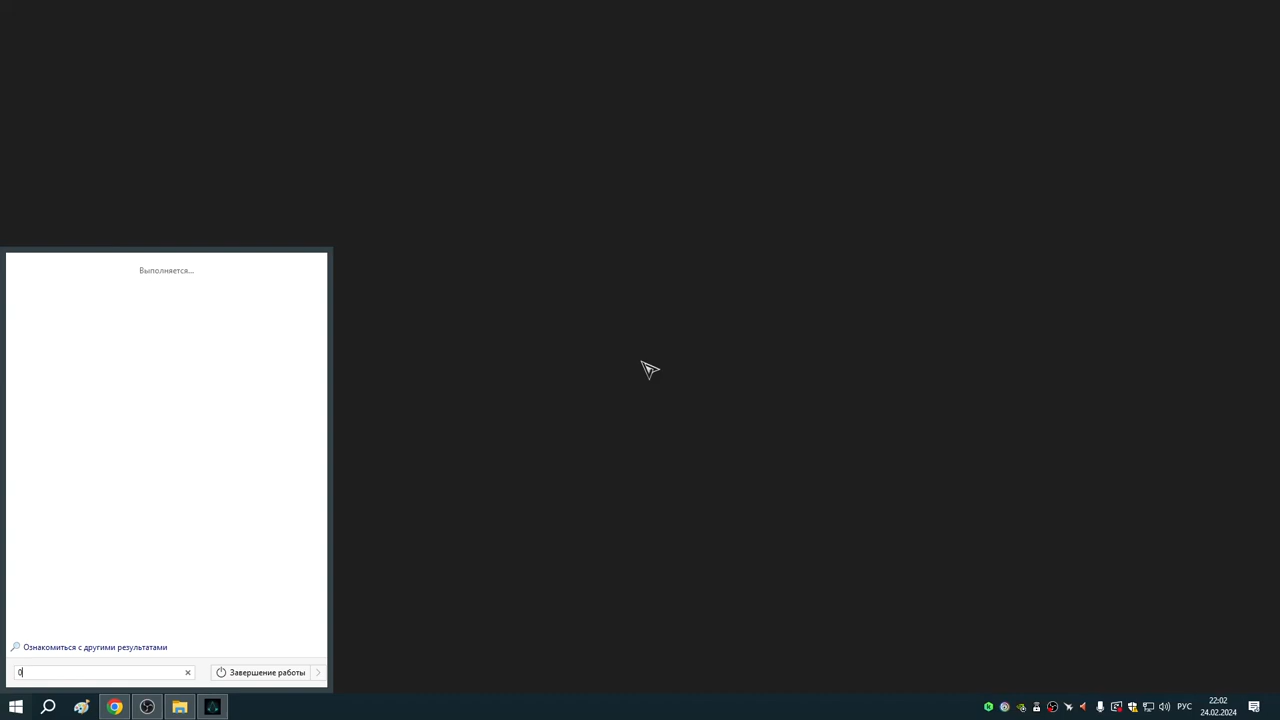 Выполняется...
Ознакомиться с другими результатами
0
Завершение работы
РУС
22:02
24.02.2024